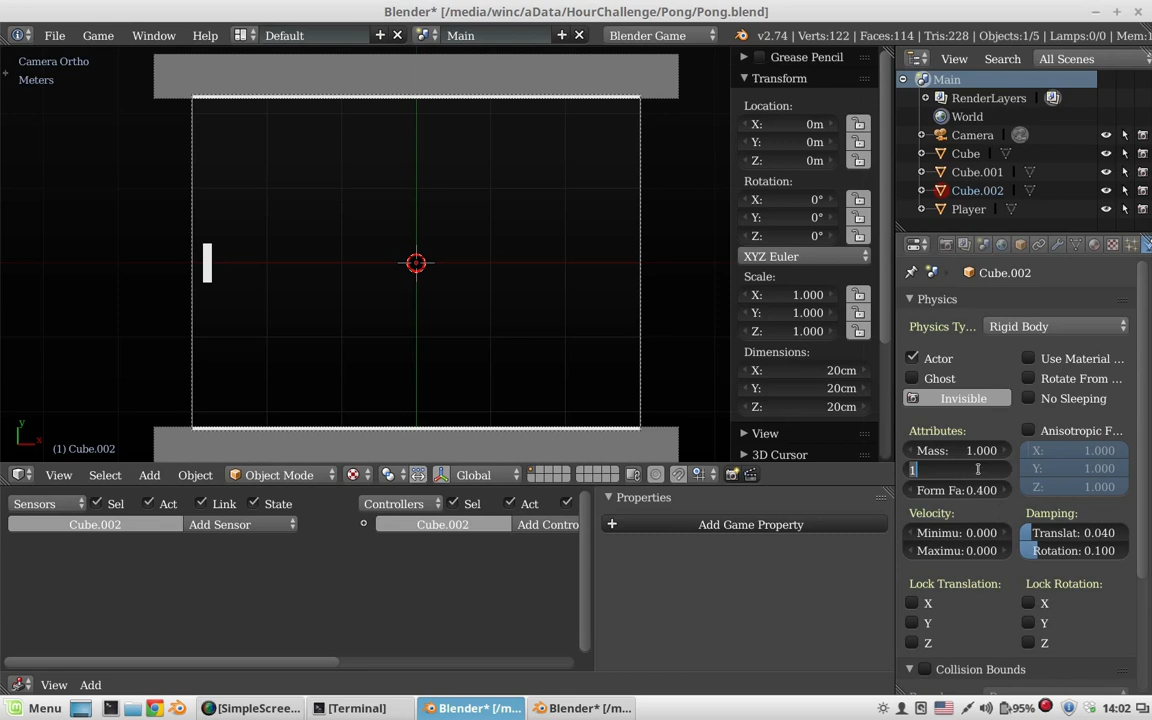 Blender* [/media/winc/aData/HourChallenge/Pong/Pong.blend]
File Game Window Help Default Main Blender Game v2.74 | Verts:122 | Faces:114 | Tris:228 | Objects:1/5 | Lamps:0/0 | Mem:1
Camera Ortho
Meters
(1) Cube.002
y
x
View Select Add Object Object Mode Global
Grease Pencil
Transform
Location:
X: 0m
Y: 0m
Z: 0m
Rotation:
X: 0°
Y: 0°
Z: 0°
XYZ Euler
Scale:
X: 1.000
Y: 1.000
Z: 1.000
Dimensions:
X: 20cm
Y: 20cm
Z: 20cm
View
3D Cursor
View Search All Scenes
Main
RenderLayers
World
Camera
Cube
Cube.001
Cube.002
Player
Cube.002
Physics
Physics Ty... Rigid Body
Actor Use Material ...
Ghost Rotate From ...
Invisible No Sleeping
Attributes: Anisotropic F...
Mass: 1.000 X: 1.000
1 Y: 1.000
Form Fa: 0.400 Z: 1.000
Velocity: Damping:
Minimu: 0.000 Translat: 0.040
Maximu: 0.000 Rotation: 0.100
Lock Translation: Lock Rotation:
X X
Y Y
Z Z
Collision Bounds
Sensors Sel Act Link State Controllers Sel Act
Cube.002 Add Sensor Cube.002 Add Contro
Properties
Add Game Property
View Add
Menu [SimpleScree... [Terminal] Blender* [/m... Blender* [/m... 95% 14:02